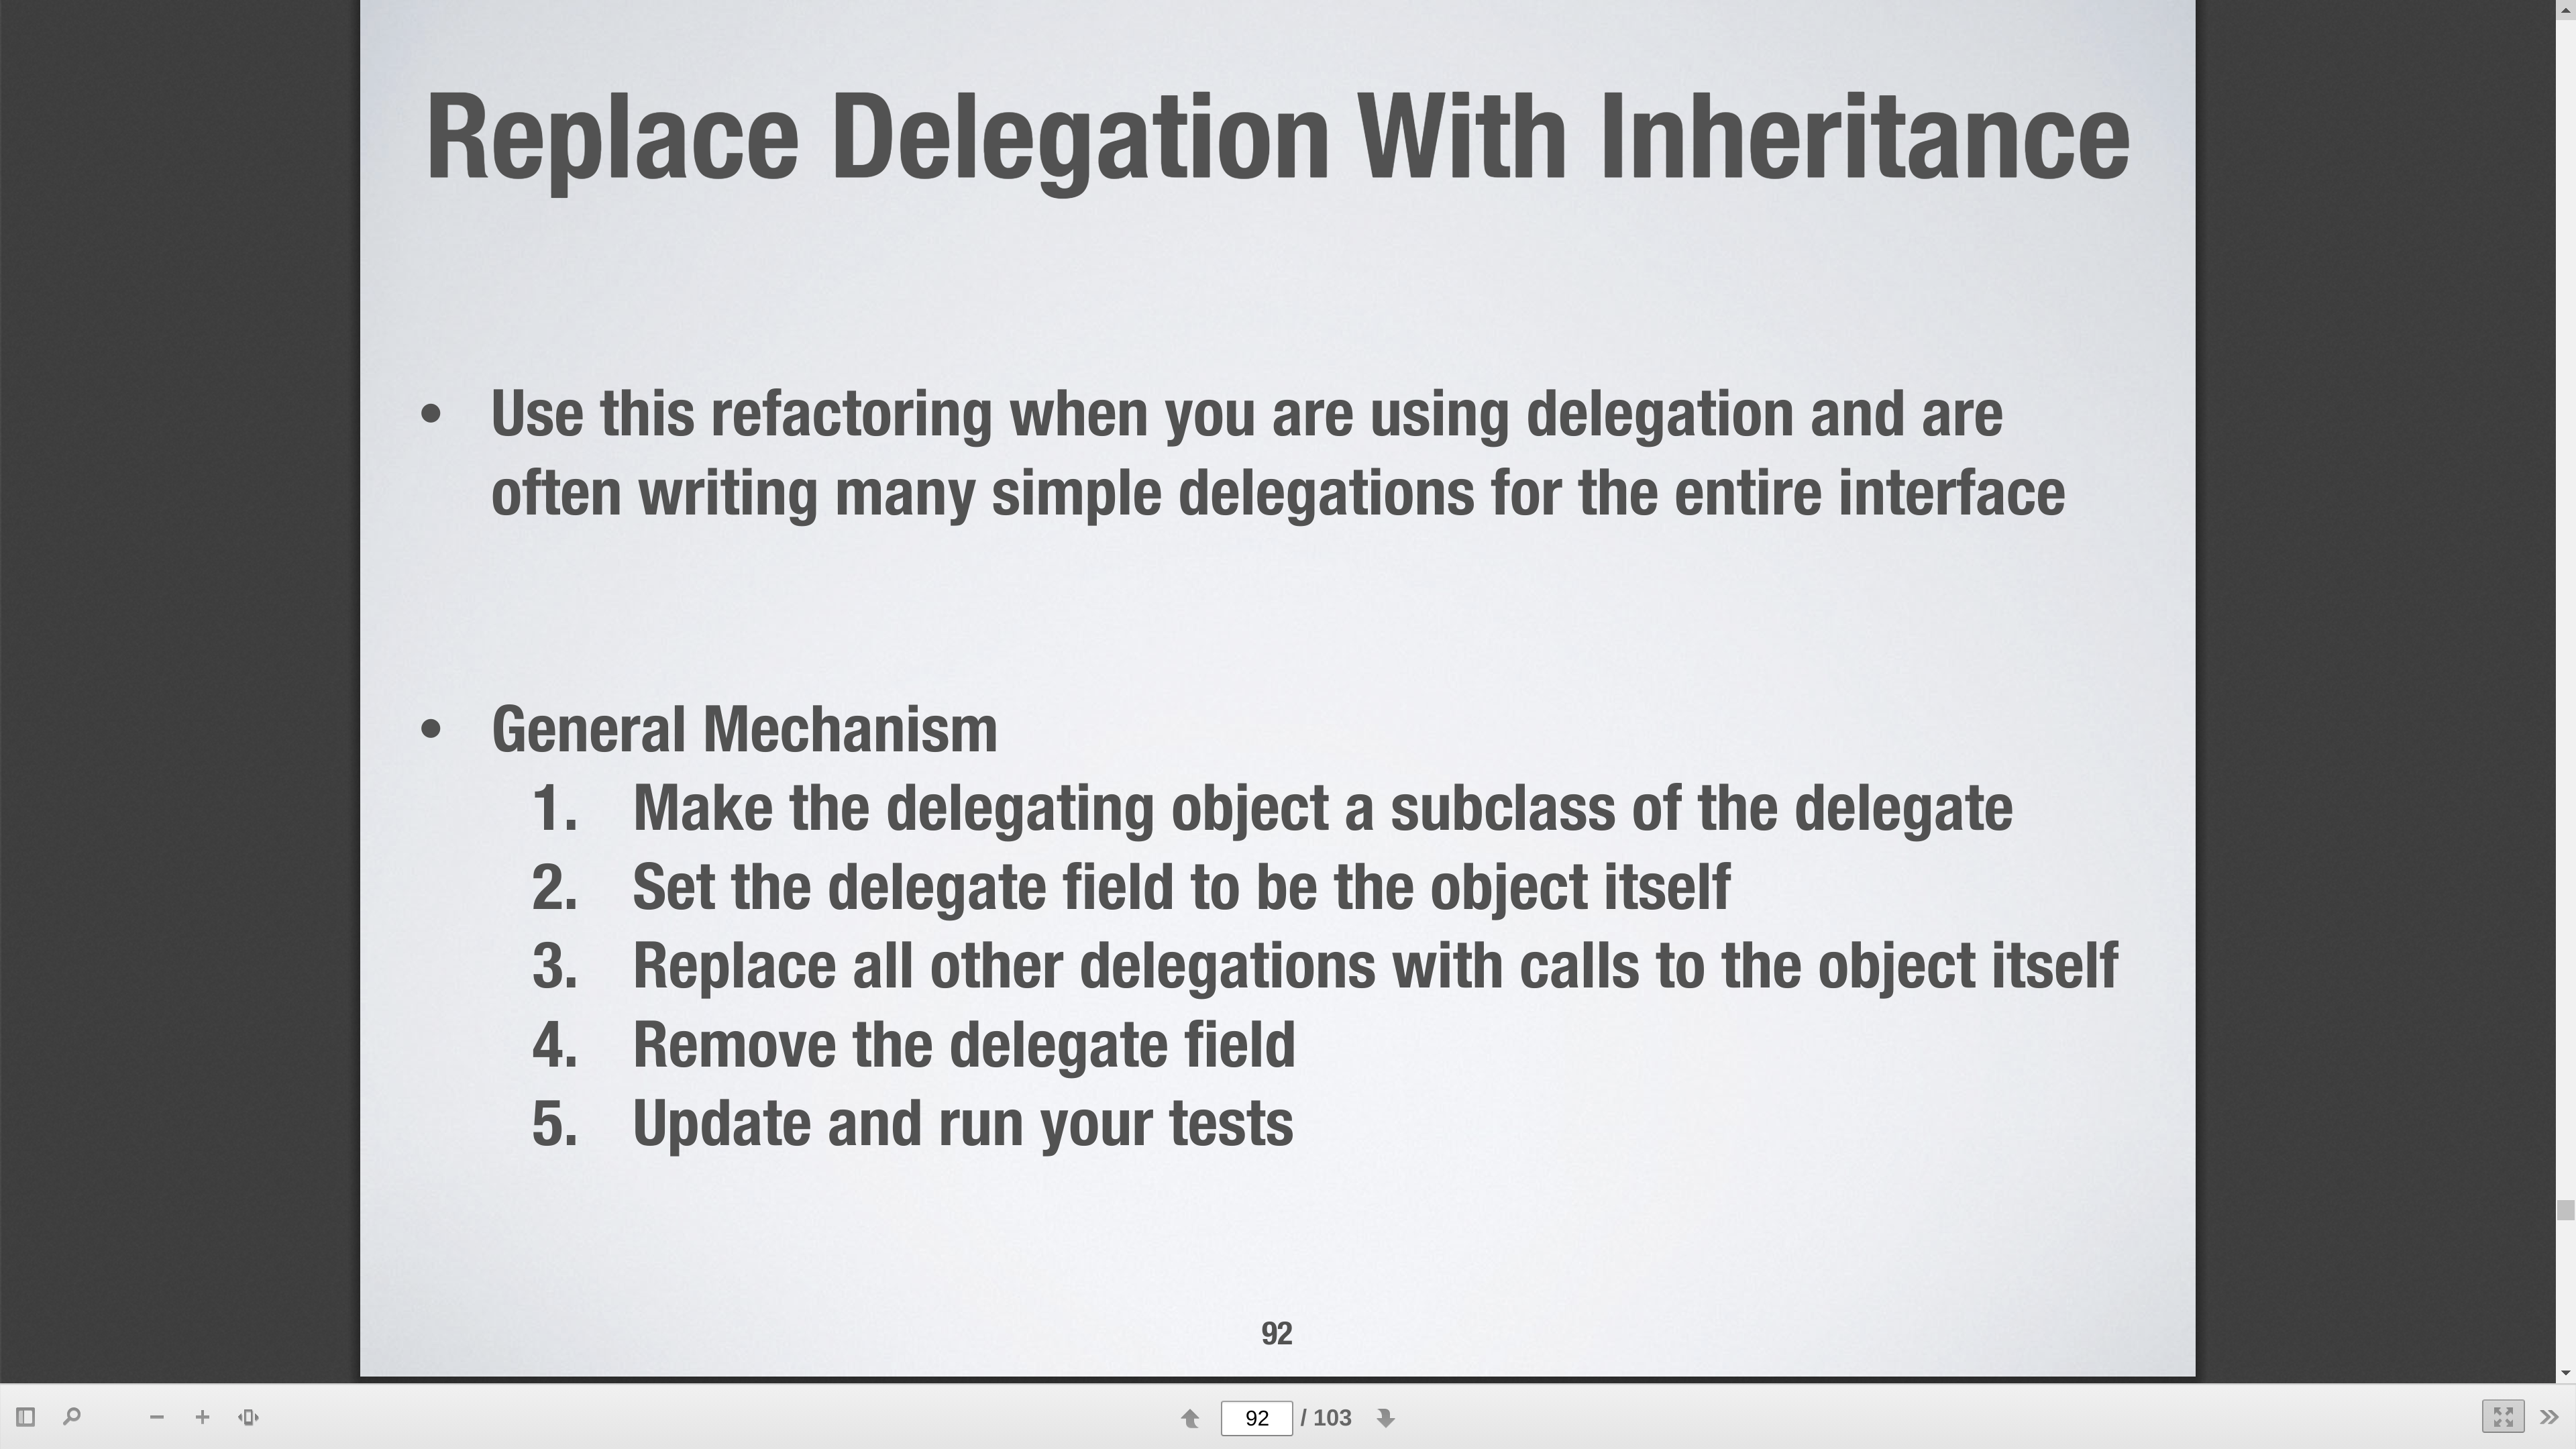 Replace Delegation With Inheritance
• Use this refactoring when you are using delegation and are
often writing many simple delegations for the entire interface
• General Mechanism
1. Make the delegating object a subclass of the delegate
2. Set the delegate field to be the object itself
3. Replace all other delegations with calls to the object itself
4. Remove the delegate field
5. Update and run your tests
92
92 / 103